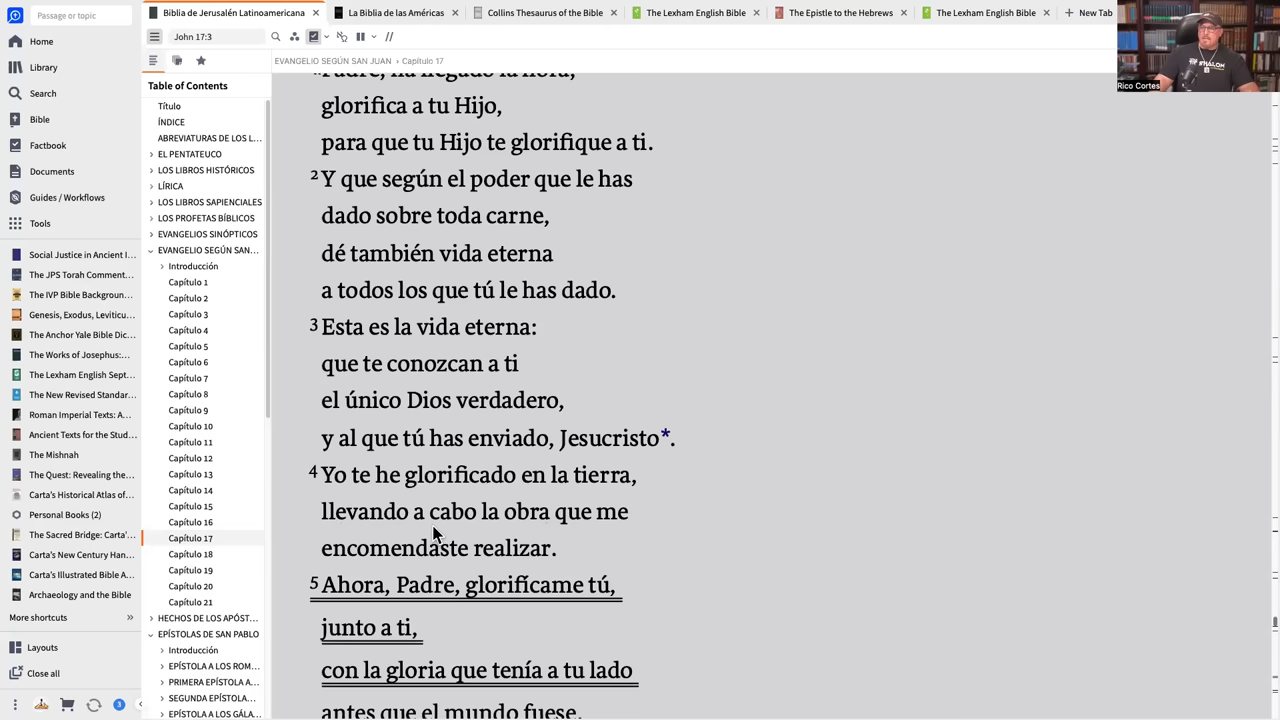 Biblia de Jerusalén Latinoamericana
La Biblia de las Américas
Collins Thesaurus of the Bible
The Lexham English Bible
The Epistle to the Hebrews
The Lexham English Bible
New Tab
John 17:3
EVANGELIO SEGÚN SAN JUAN › Capítulo 17
Home
Library
Search
Bible
Factbook
Documents
Guides / Workflows
Tools
Social Justice in Ancient I...
The JPS Torah Comment...
The IVP Bible Backgroun...
Genesis, Exodus, Leviticu...
The Anchor Yale Bible Dic...
The Works of Josephus:...
The Lexham English Sept...
The New Revised Standar...
Roman Imperial Texts: A...
Ancient Texts for the Stud...
The Mishnah
The Quest: Revealing the...
Carta's Historical Atlas of...
Personal Books (2)
The Sacred Bridge: Carta'...
Carta's New Century Han...
Carta's Illustrated Bible A...
Archaeology and the Bible
More shortcuts
Layouts
Close all
3
Passage or topic
Table of Contents
Título
ÍNDICE
ABREVIATURAS DE LOS L...
EL PENTATEUCO
LOS LIBROS HISTÓRICOS
LÍRICA
LOS LIBROS SAPIENCIALES
LOS PROFETAS BÍBLICOS
EVANGELIOS SINÓPTICOS
EVANGELIO SEGÚN SAN...
Introducción
Capítulo 1
Capítulo 2
Capítulo 3
Capítulo 4
Capítulo 5
Capítulo 6
Capítulo 7
Capítulo 8
Capítulo 9
Capítulo 10
Capítulo 11
Capítulo 12
Capítulo 13
Capítulo 14
Capítulo 15
Capítulo 16
Capítulo 17
Capítulo 18
Capítulo 19
Capítulo 20
Capítulo 21
HECHOS DE LOS APÓST...
EPÍSTOLAS DE SAN PABLO
Introducción
EPÍSTOLA A LOS ROM...
PRIMERA EPÍSTOLA A...
SEGUNDA EPÍSTOLA...
EPÍSTOLA A LOS GÁLA...
Padre, ha llegado la hora;
glorifica a tu Hijo,
para que tu Hijo te glorifique a ti.
2 Y que según el poder que le has
dado sobre toda carne,
dé también vida eterna
a todos los que tú le has dado.
3 Esta es la vida eterna:
que te conozcan a ti
el único Dios verdadero,
y al que tú has enviado, Jesucristo*.
4 Yo te he glorificado en la tierra,
llevando a cabo la obra que me
encomendaste realizar.
5 Ahora, Padre, glorifícame tú,
junto a ti,
con la gloria que tenía a tu lado
antes que el mundo fuese.
SHALOM
Rico Cortes